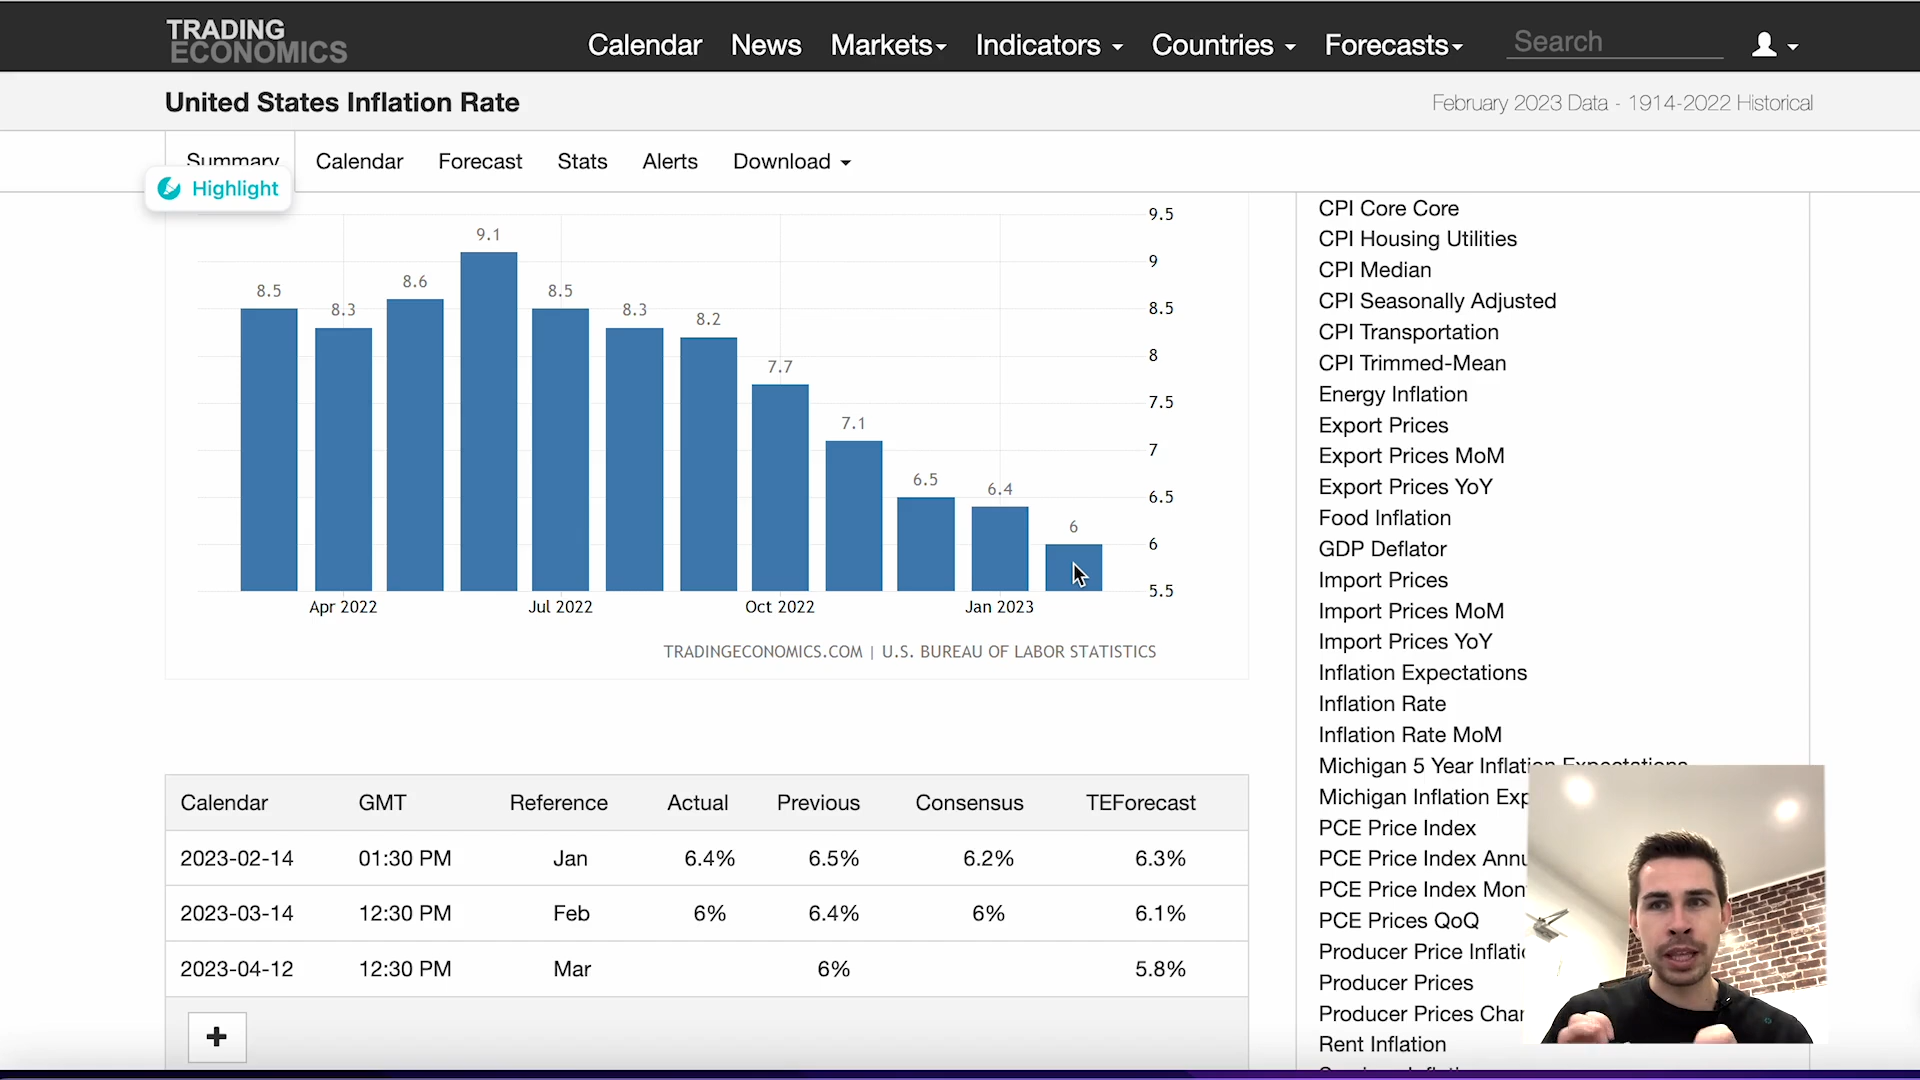 TRADING
ECONOMICS
Calendar News Markets Indicators Countries Forecasts Search
United States Inflation Rate
February 2023 Data - 1914-2022 Historical
Summary Calendar Forecast Stats Alerts Download
Highlight
9.5
9
8.5
8
7.5
7
6.5
6
5.5
8.5 8.3 8.6 9.1 8.5 8.3 8.2 7.7 7.1 6.5 6.4 6
Apr 2022 Jul 2022 Oct 2022 Jan 2023
TRADINGECONOMICS.COM | U.S. BUREAU OF LABOR STATISTICS
Calendar GMT Reference Actual Previous Consensus TEForecast
2023-02-14 01:30 PM Jan 6.4% 6.5% 6.2% 6.3%
2023-03-14 12:30 PM Feb 6% 6.4% 6% 6.1%
2023-04-12 12:30 PM Mar 6% 5.8%
+
CPI Core Core
CPI Housing Utilities
CPI Median
CPI Seasonally Adjusted
CPI Transportation
CPI Trimmed-Mean
Energy Inflation
Export Prices
Export Prices MoM
Export Prices YoY
Food Inflation
GDP Deflator
Import Prices
Import Prices MoM
Import Prices YoY
Inflation Expectations
Inflation Rate
Inflation Rate MoM
Michigan 5 Year Inflation Expectations
Michigan Inflation Exp
PCE Price Index
PCE Price Index Annu
PCE Price Index Mon
PCE Prices QoQ
Producer Price Inflatio
Producer Prices
Producer Prices Chan
Rent Inflation